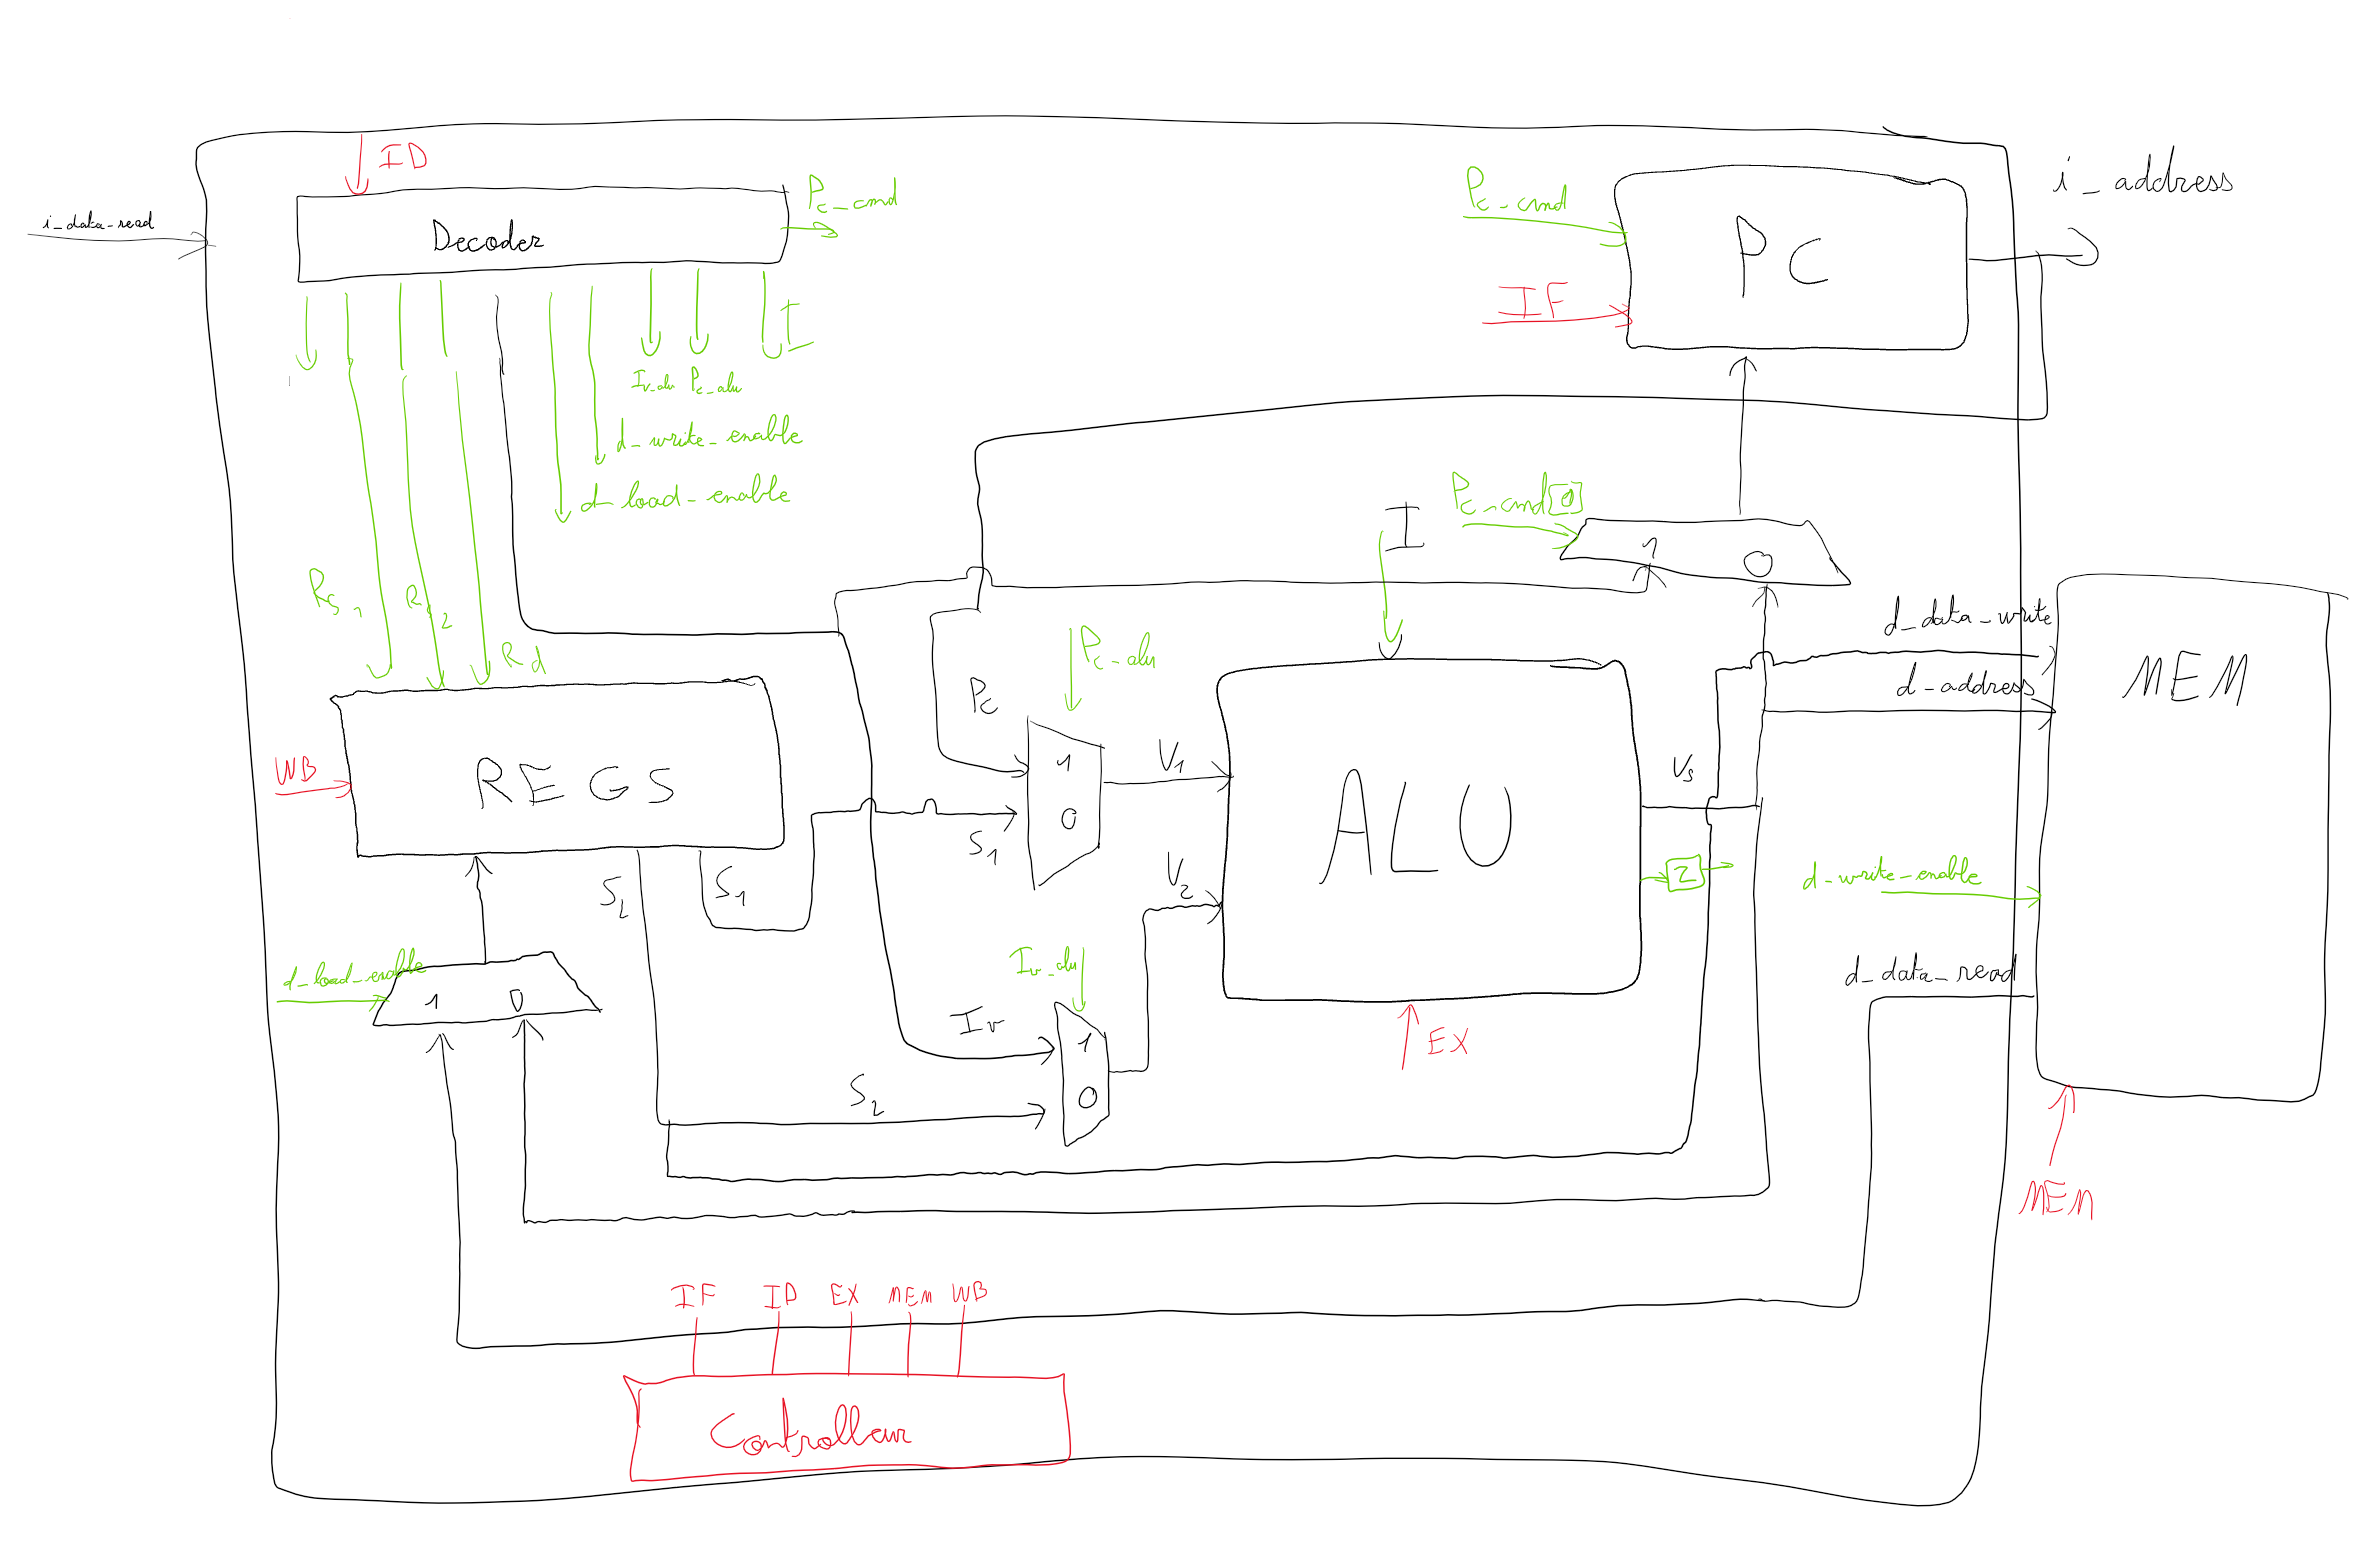 ID
Pc_cmd
i_data_read
Decoder
Pc_cmd
PC
i_address
I
IF
Iv_alu Pc_alu
d_write_enable
d_load_enable
Pc_cmd[0]
I
1 0
Rs1
R 2
Rd
d_data_write
Pc_alu
d_address
MEM
Pc
WB
REGS
1
0
V1
ALU
Vs
S1
Z
d_write_enable
S2
S1
V2
d_load_enable
1 0
Iv_alu
d_data_read
Iv
1
0
S2
EX
MEM
IF ID EX MEM WB
Controlleur